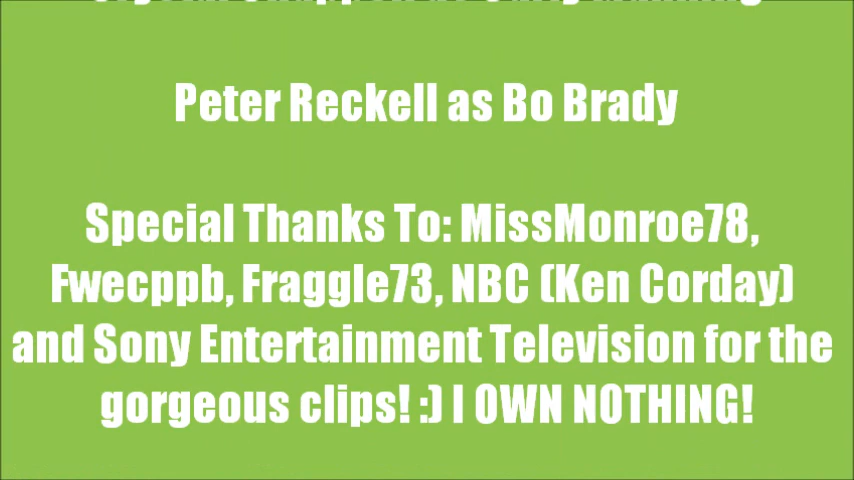 Peter Reckell as Bo Brady
Special Thanks To: MissMonroe78,
Fwecppb, Fraggle73, NBC (Ken Corday)
and Sony Entertainment Television for the
gorgeous clips! :) I OWN NOTHING!